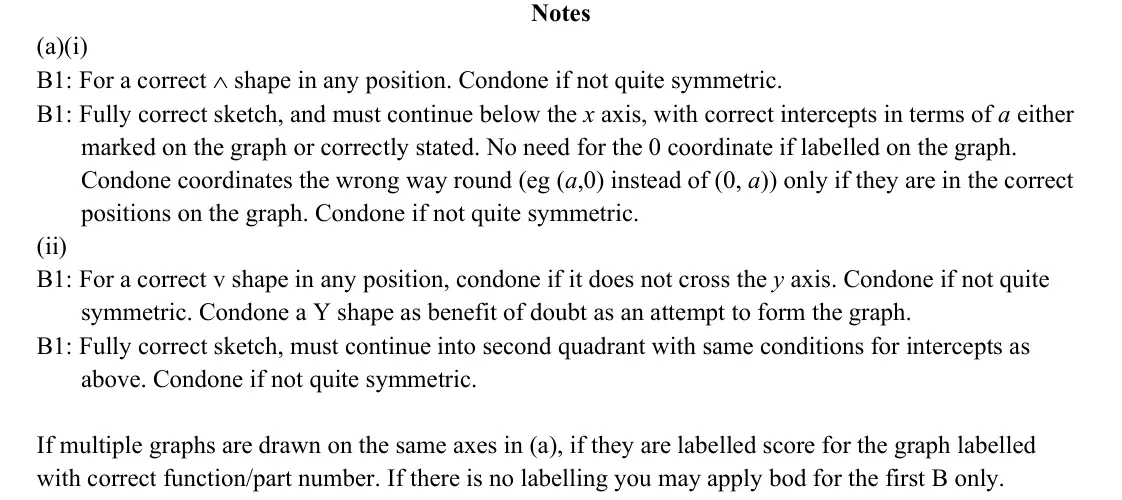 Notes
(a)(i)
B1: For a correct ∧ shape in any position. Condone if not quite symmetric.
B1: Fully correct sketch, and must continue below the x axis, with correct intercepts in terms of a either
marked on the graph or correctly stated. No need for the 0 coordinate if labelled on the graph.
Condone coordinates the wrong way round (eg (a,0) instead of (0, a)) only if they are in the correct
positions on the graph. Condone if not quite symmetric.
(ii)
B1: For a correct v shape in any position, condone if it does not cross the y axis. Condone if not quite
symmetric. Condone a Y shape as benefit of doubt as an attempt to form the graph.
B1: Fully correct sketch, must continue into second quadrant with same conditions for intercepts as
above. Condone if not quite symmetric.
If multiple graphs are drawn on the same axes in (a), if they are labelled score for the graph labelled
with correct function/part number. If there is no labelling you may apply bod for the first B only.